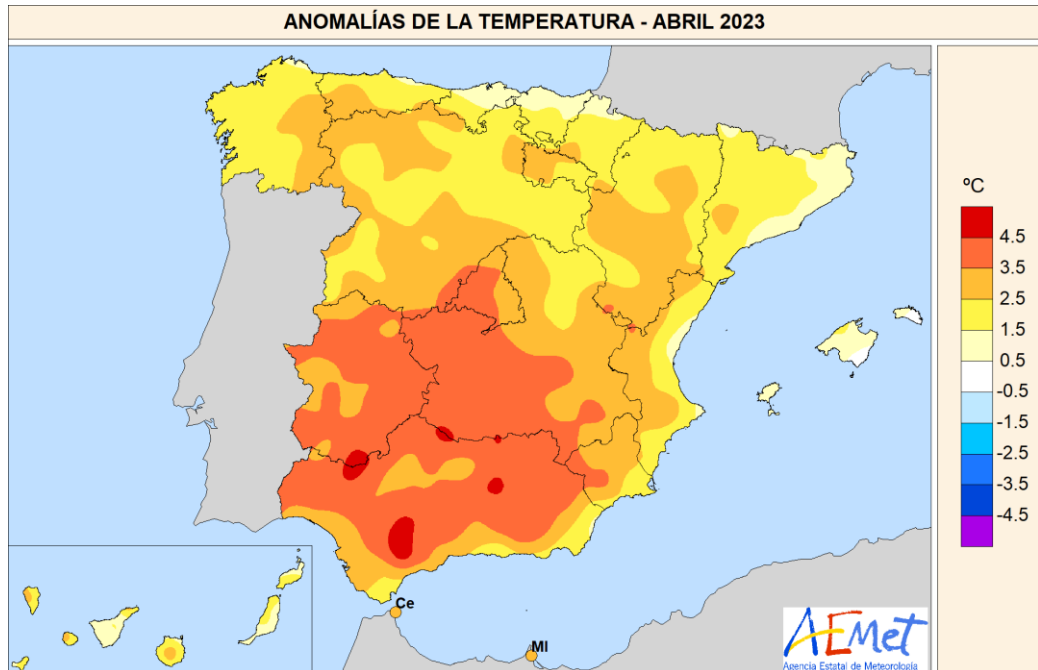 ANOMALÍAS DE LA TEMPERATURA - ABRIL 2023
ºC
4.5
3.5
2.5
1.5
0.5
-0.5
-1.5
-2.5
-3.5
-4.5
Ce
Ml
AEMet
Agencia Estatal de Meteorología